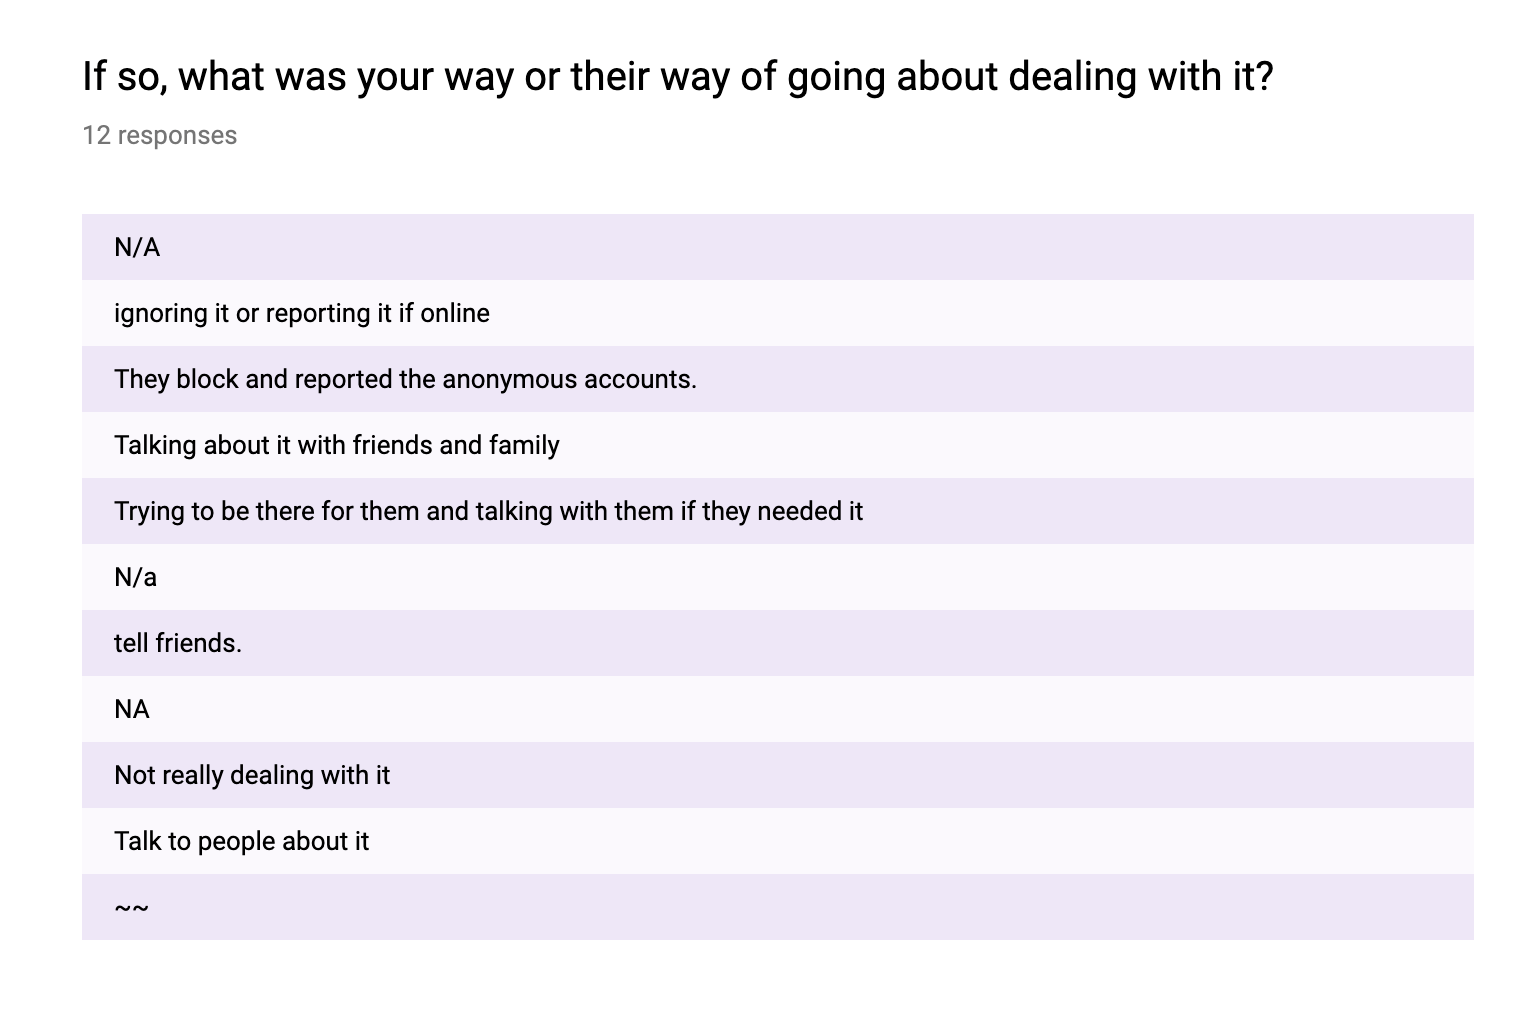 If so, what was your way or their way of going about dealing with it?
12 responses
N/A
ignoring it or reporting it if online
They block and reported the anonymous accounts.
Talking about it with friends and family
Trying to be there for them and talking with them if they needed it
N/a
tell friends.
NA
Not really dealing with it
Talk to people about it
~~